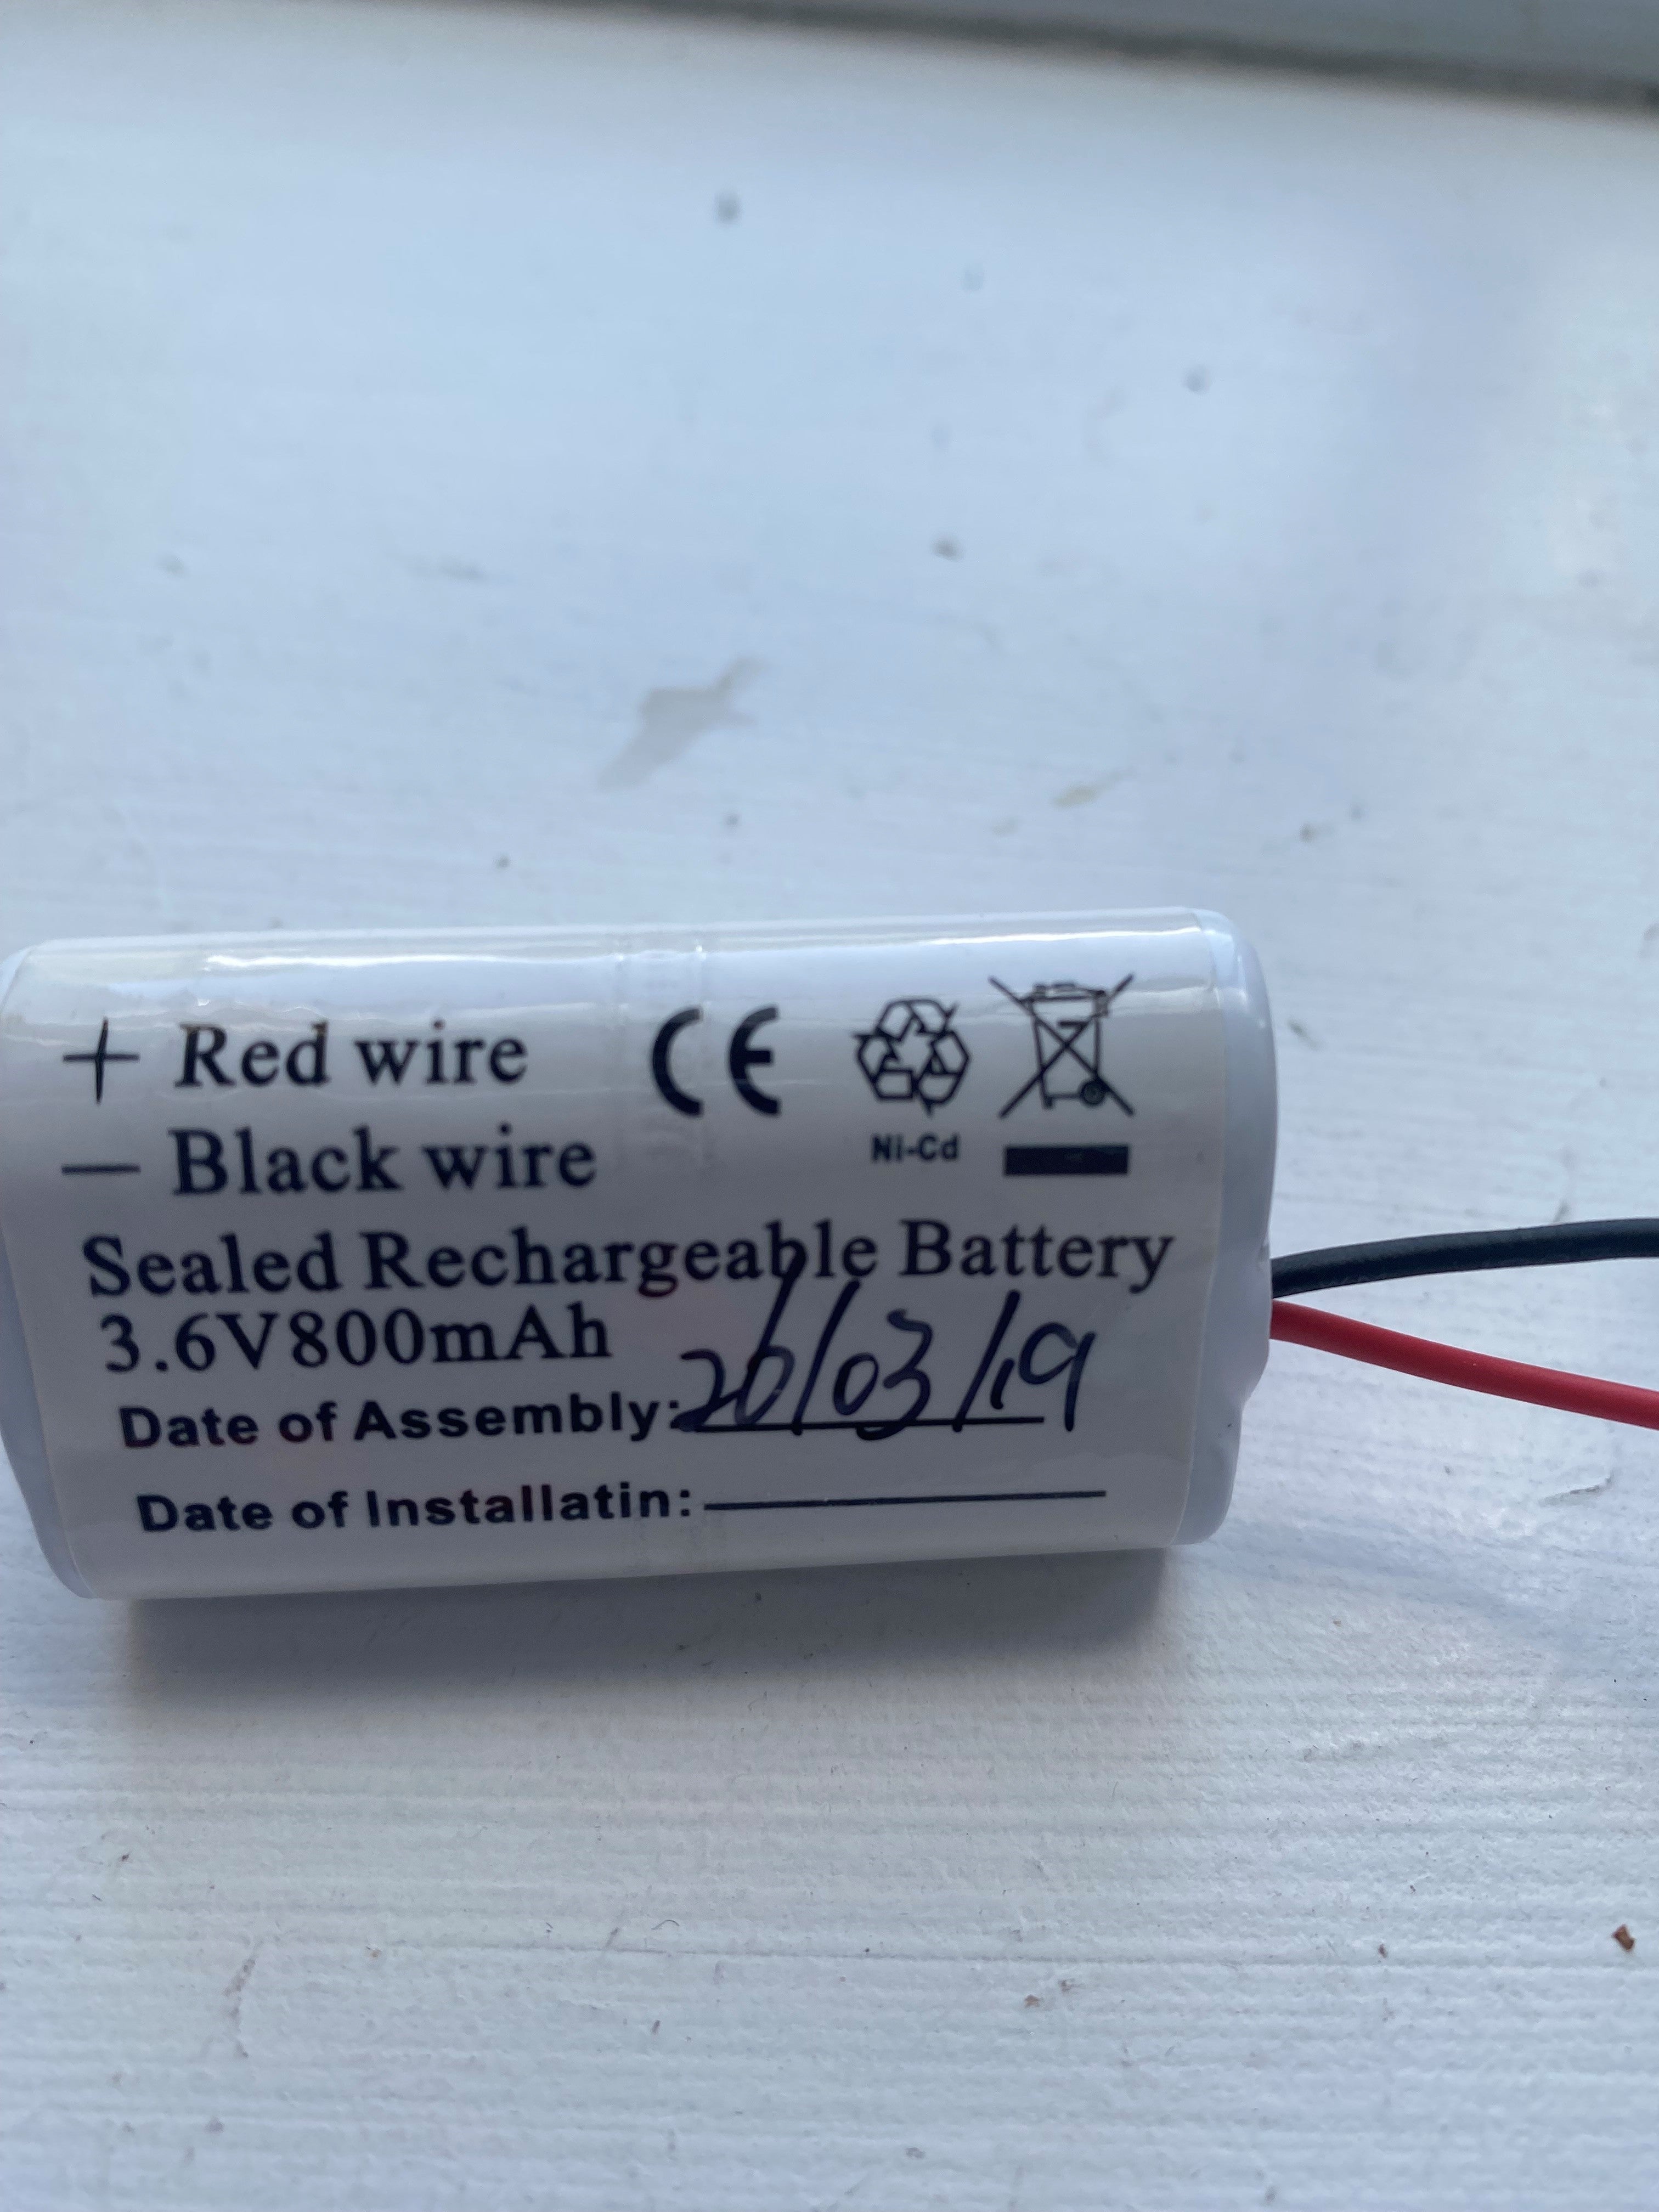 + Red wire CE
- Black wire Ni-Cd
Sealed Rechargeable Battery
3.6V800mAh
Date of Assembly: 26/03/19
Date of Installatin: